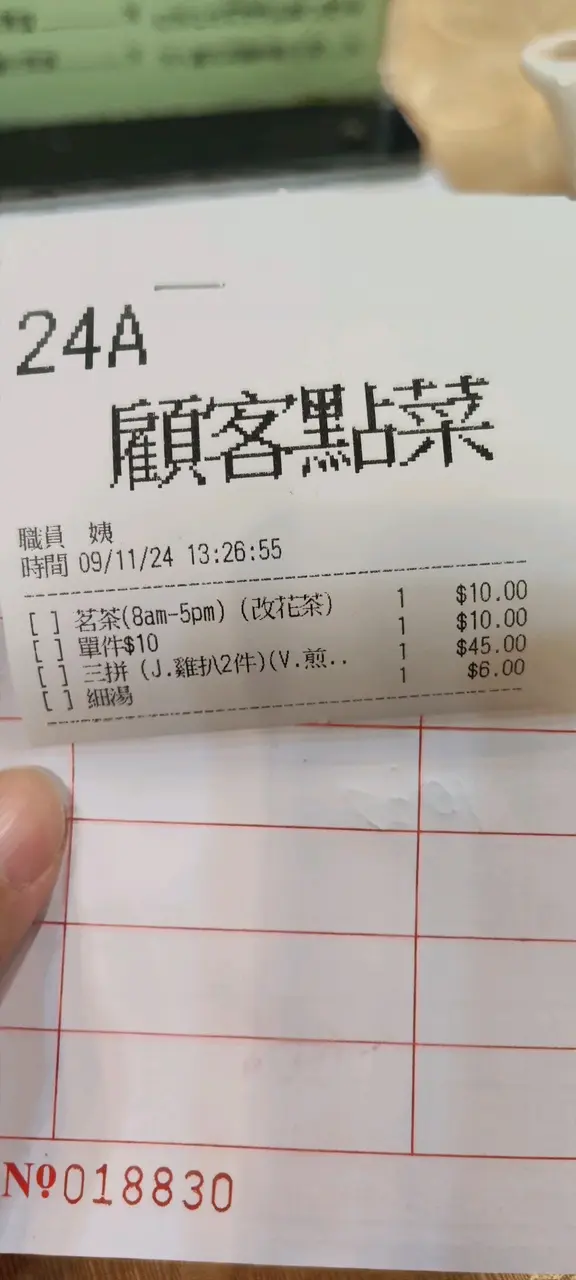 24A
顧客點菜
職員 姨
時間 09/11/24 13:26:55
[ ] 茗茶(8am-5pm) (改花茶) 1 $10.00
[ ] 單件$10 1 $10.00
[ ] 三拼 (J.雞扒2件)(V.煎.. 1 $45.00
[ ] 細湯 1 $6.00
Nº 018830